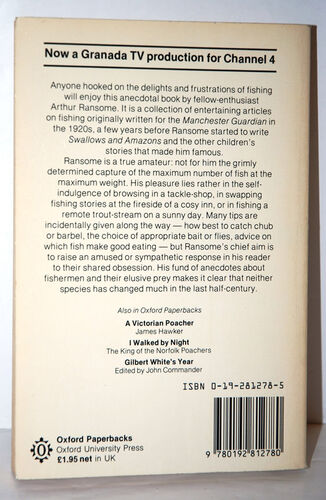 Now a Granada TV production for Channel 4
Anyone hooked on the delights and frustrations of fishing
will enjoy this anecdotal book by fellow-enthusiast
Arthur Ransome. It is a collection of entertaining articles
on fishing originally written for the Manchester Guardian in
the 1920s, a few years before Ransome started to write
Swallows and Amazons and the other children's
stories that made him famous.
Ransome is a true amateur: not for him the grimly
determined capture of the maximum number of fish at the
maximum weight. His pleasure lies rather in the self-
indulgence of browsing in a tackle-shop, in swapping
fishing stories at the fireside of a cosy inn, or in fishing a
remote trout-stream on a sunny day. Many tips are
incidentally given along the way — how best to catch chub
or barbel, the choice of appropriate bait or flies, advice on
which fish make good eating — but Ransome's chief aim is
to raise an amused or sympathetic response in his reader
to their shared obsession. His fund of anecdotes about
fishermen and their elusive prey makes it clear that neither
species has changed much in the last half-century.
Also in Oxford Paperbacks
A Victorian Poacher
James Hawker
I Walked by Night
The King of the Norfolk Poachers
Gilbert White's Year
Edited by John Commander
ISBN 0-19-281278-5
Oxford Paperbacks
Oxford University Press
£1.95 net in UK
9 780192 812780